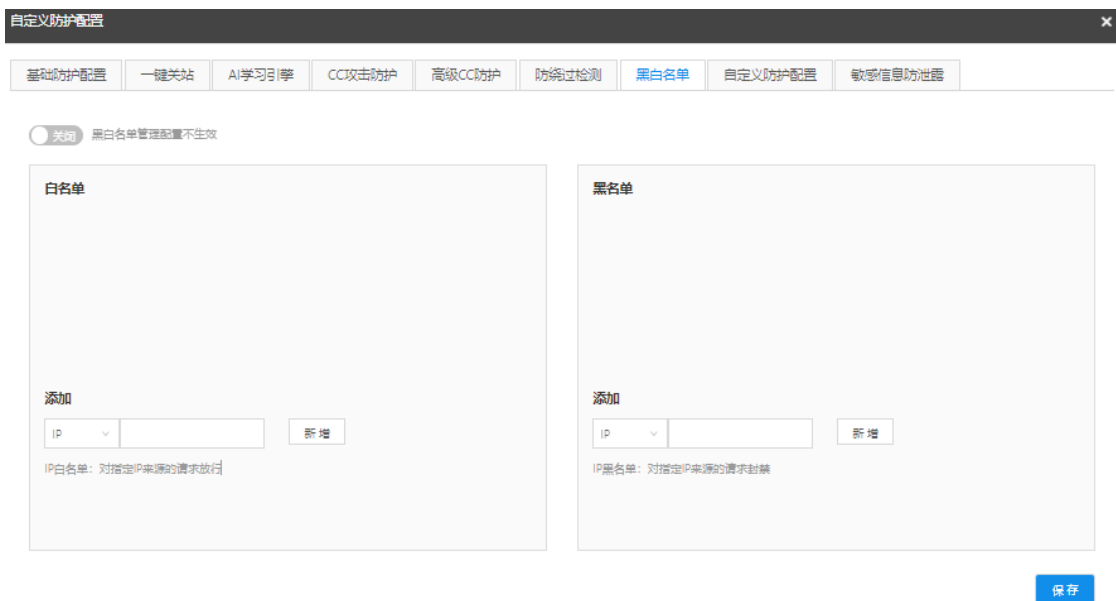 自定义防护配置
基础防护配置 一键关站 AI学习引擎 CC攻击防护 高级CC防护 防绕过检测 黑白名单 自定义防护配置 敏感信息防泄露
关闭 黑白名单管理配置不生效
白名单 黑名单
添加 添加
IP 新增 IP 新增
IP白名单：对指定IP来源的请求放行 IP黑名单：对指定IP来源的请求封禁
保存